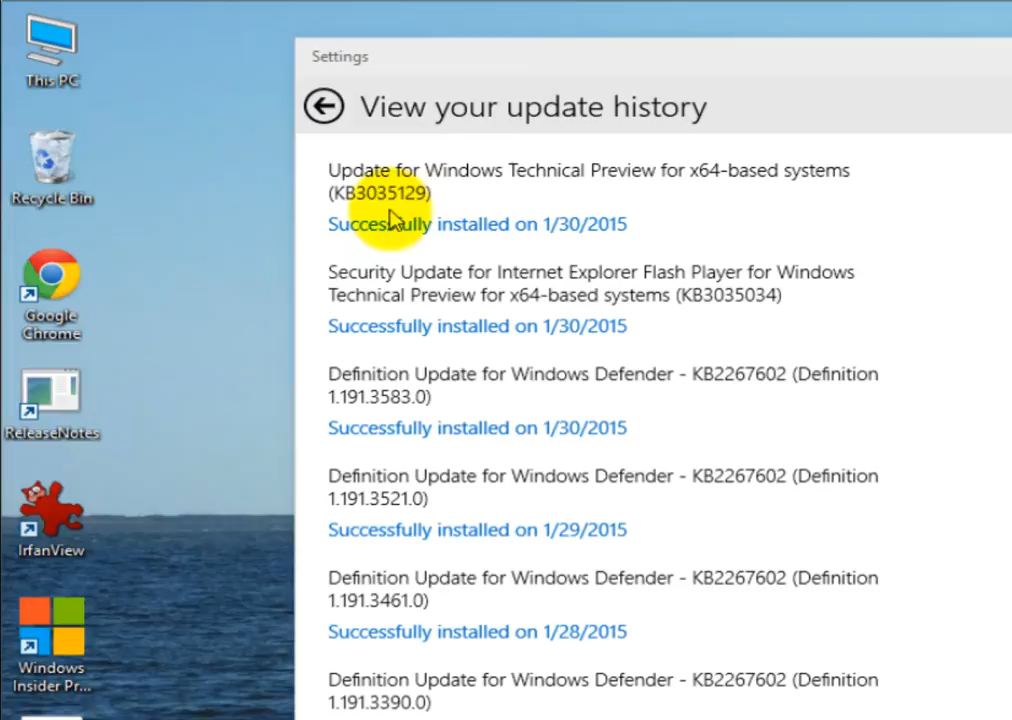 This PC
Recycle Bin
Google
Chrome
ReleaseNotes
IrfanView
Windows
Insider Pr...
Settings
View your update history
Update for Windows Technical Preview for x64-based systems
(KB3035129)
Successfully installed on 1/30/2015
Security Update for Internet Explorer Flash Player for Windows
Technical Preview for x64-based systems (KB3035034)
Successfully installed on 1/30/2015
Definition Update for Windows Defender - KB2267602 (Definition
1.191.3583.0)
Successfully installed on 1/30/2015
Definition Update for Windows Defender - KB2267602 (Definition
1.191.3521.0)
Successfully installed on 1/29/2015
Definition Update for Windows Defender - KB2267602 (Definition
1.191.3461.0)
Successfully installed on 1/28/2015
Definition Update for Windows Defender - KB2267602 (Definition
1.191.3390.0)